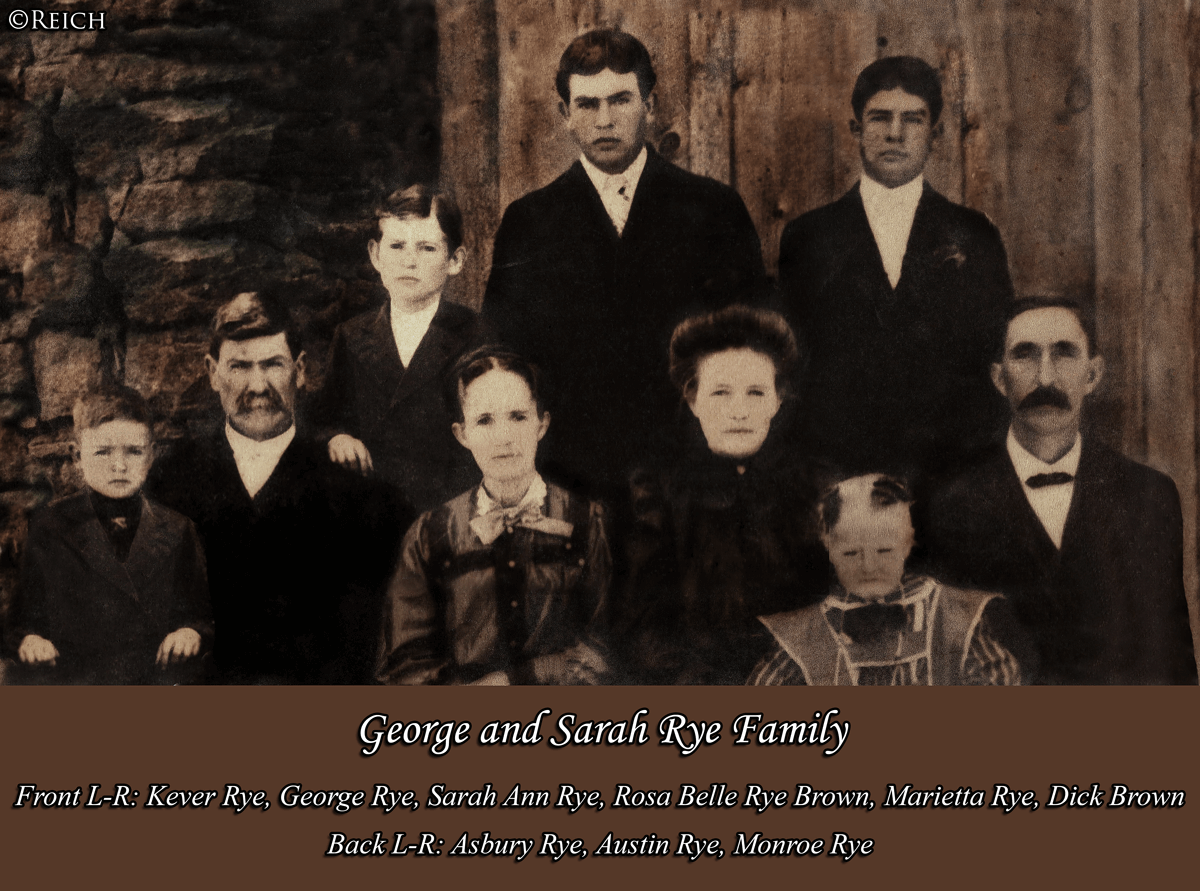 ©REICH
George and Sarah Rye Family
Front L-R: Kever Rye, George Rye, Sarah Ann Rye, Rosa Belle Rye Brown, Marietta Rye, Dick Brown
Back L-R: Asbury Rye, Austin Rye, Monroe Rye